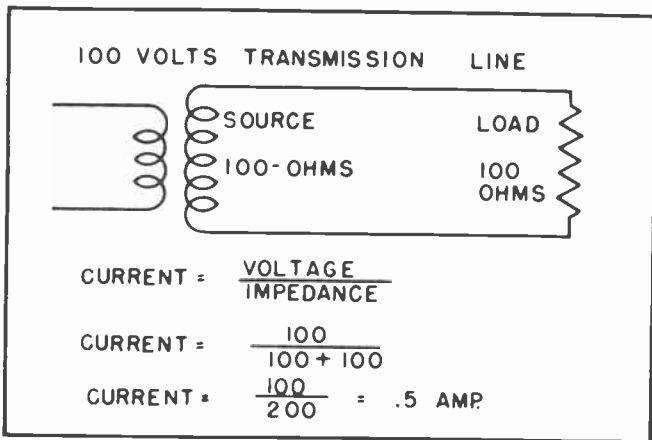 100 VOLTS TRANSMISSION LINE
SOURCE LOAD
100-OHMS 100
OHMS
CURRENT = VOLTAGE
IMPEDANCE
CURRENT = 100
100 + 100
CURRENT = 100
200 = .5 AMP.